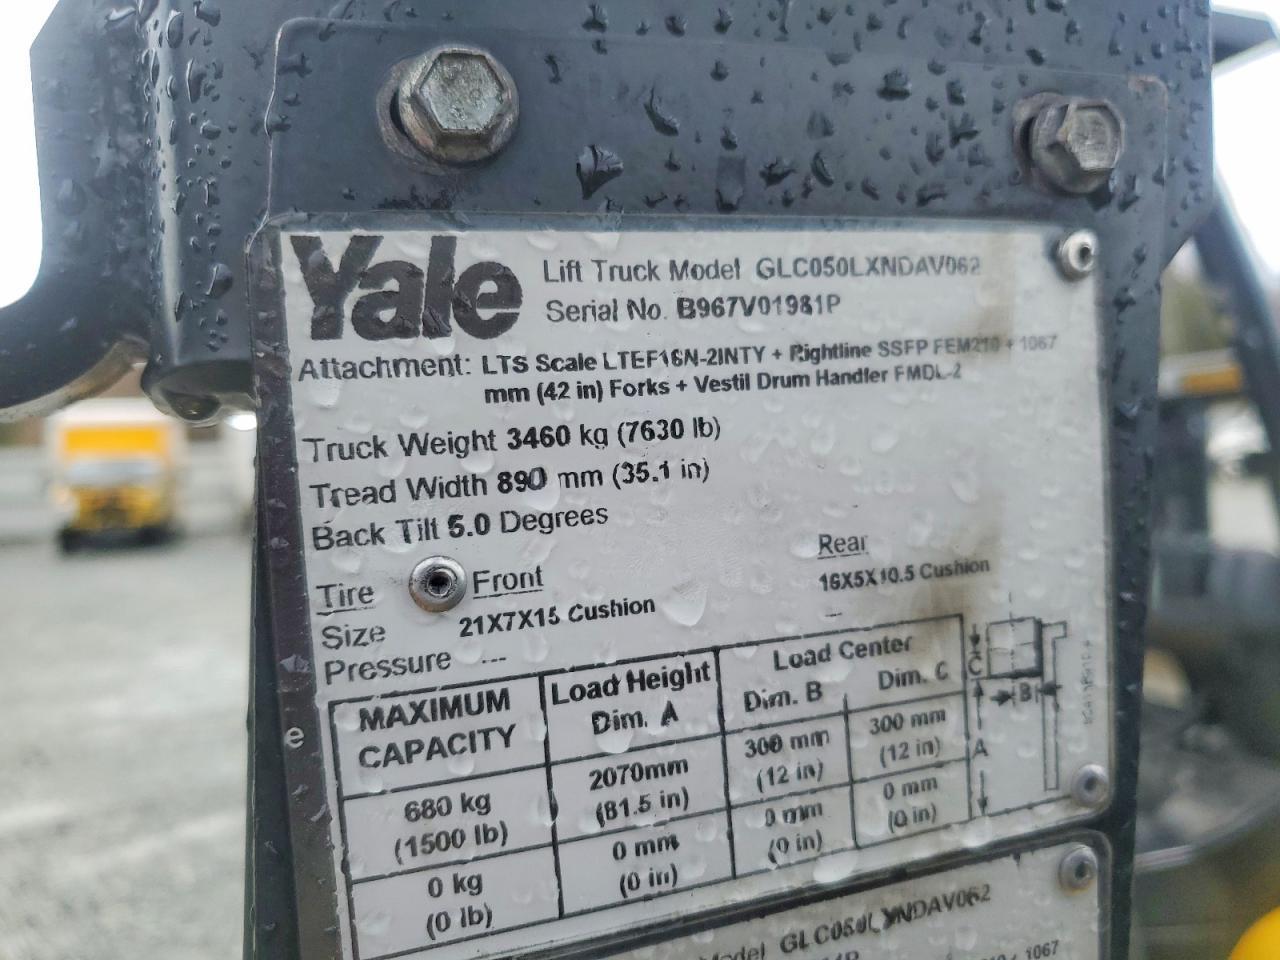 Yale
Lift Truck Model GLC050LXNDAV062
Serial No. B967V01981P
Attachment: LTS Scale LTEF16N-2INTY + Rightline SSFP FEM210 + 1067
mm (42 in) Forks + Vestil Drum Handler FMDL-2
Truck Weight 3460 kg (7630 lb)
Tread Width 890 mm (35.1 in)
Back Tilt 5.0 Degrees
Tire Front Rear
Size 21X7X15 Cushion 16X5X10.5 Cushion
Pressure --- ---
MAXIMUM CAPACITY Load Height Dim. A Load Center
Dim. B Dim. C
680 kg (1500 lb) 2070mm (81.5 in) 300 mm (12 in) 300 mm (12 in)
0 kg (0 lb) 0 mm (0 in) 0 mm (0 in) 0 mm (0 in)
C
B
A
e
Model GLC050LXNDAV062
+ 1067